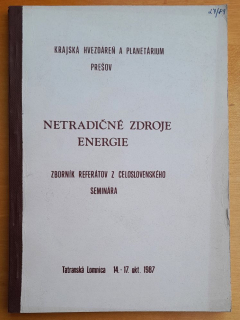 KRAJSKÁ HVEZDÁREŇ A PLANETÁRIUM
PREŠOV
NETRADIČNÉ ZDROJE
ENERGIE
ZBORNÍK REFERÁTOV Z CELOSLOVENSKÉHO
SEMINÁRA
Tatranská Lomnica 14.-17. okt. 1987